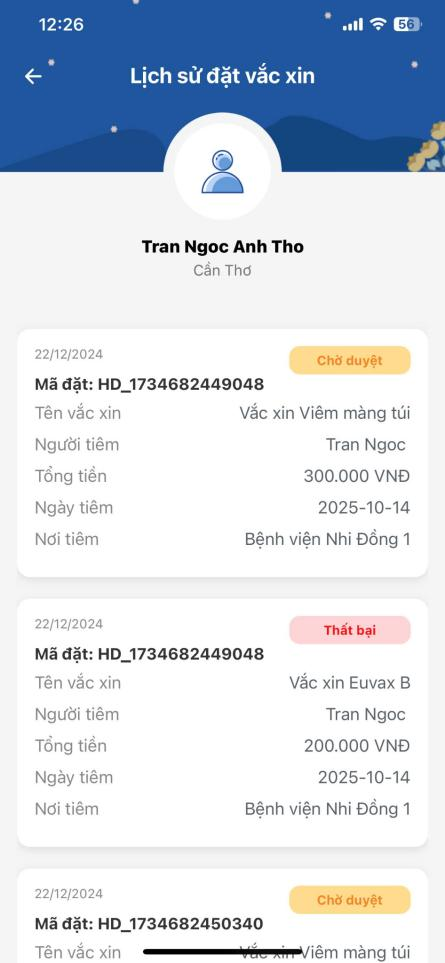 12:26
56
Lịch sử đặt vắc xin
Tran Ngoc Anh Tho
Cần Thơ
22/12/2024
Chờ duyệt
Mã đặt: HD_1734682449048
Tên vắc xin Vắc xin Viêm màng túi
Người tiêm Tran Ngoc
Tổng tiền 300.000 VNĐ
Ngày tiêm 2025-10-14
Nơi tiêm Bệnh viện Nhi Đồng 1
22/12/2024
Thất bại
Mã đặt: HD_1734682449048
Tên vắc xin Vắc xin Euvax B
Người tiêm Tran Ngoc
Tổng tiền 200.000 VNĐ
Ngày tiêm 2025-10-14
Nơi tiêm Bệnh viện Nhi Đồng 1
22/12/2024
Chờ duyệt
Mã đặt: HD_1734682450340
Tên vắc xin Vắc xin Viêm màng túi